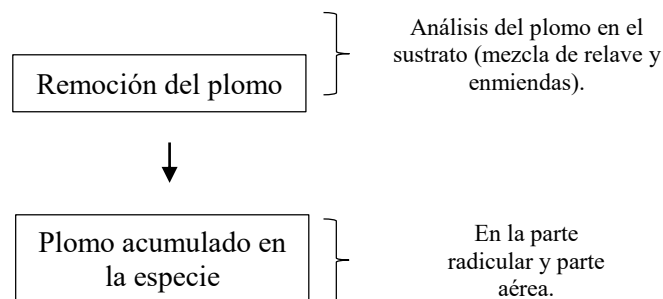 Análisis del plomo en el
sustrato (mezcla de relave y
enmiendas).
Remoción del plomo
Plomo acumulado en
la especie
En la parte
radicular y parte
aérea.